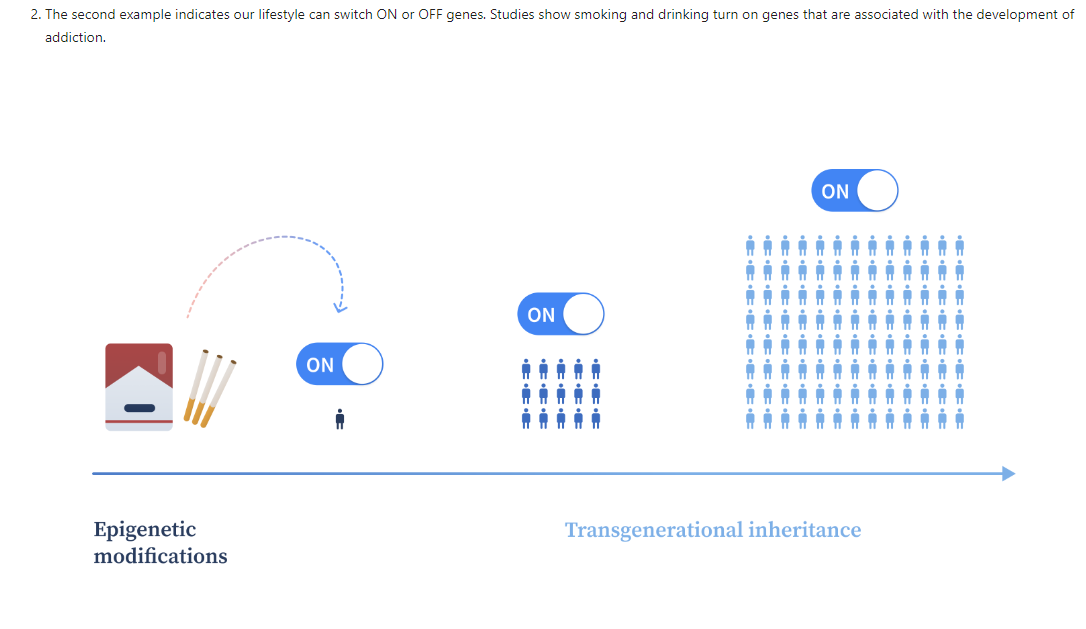 2. The second example indicates our lifestyle can switch ON or OFF genes. Studies show smoking and drinking turn on genes that are associated with the development of
addiction.
ON
ON
ON
Epigenetic
modifications
Transgenerational inheritance